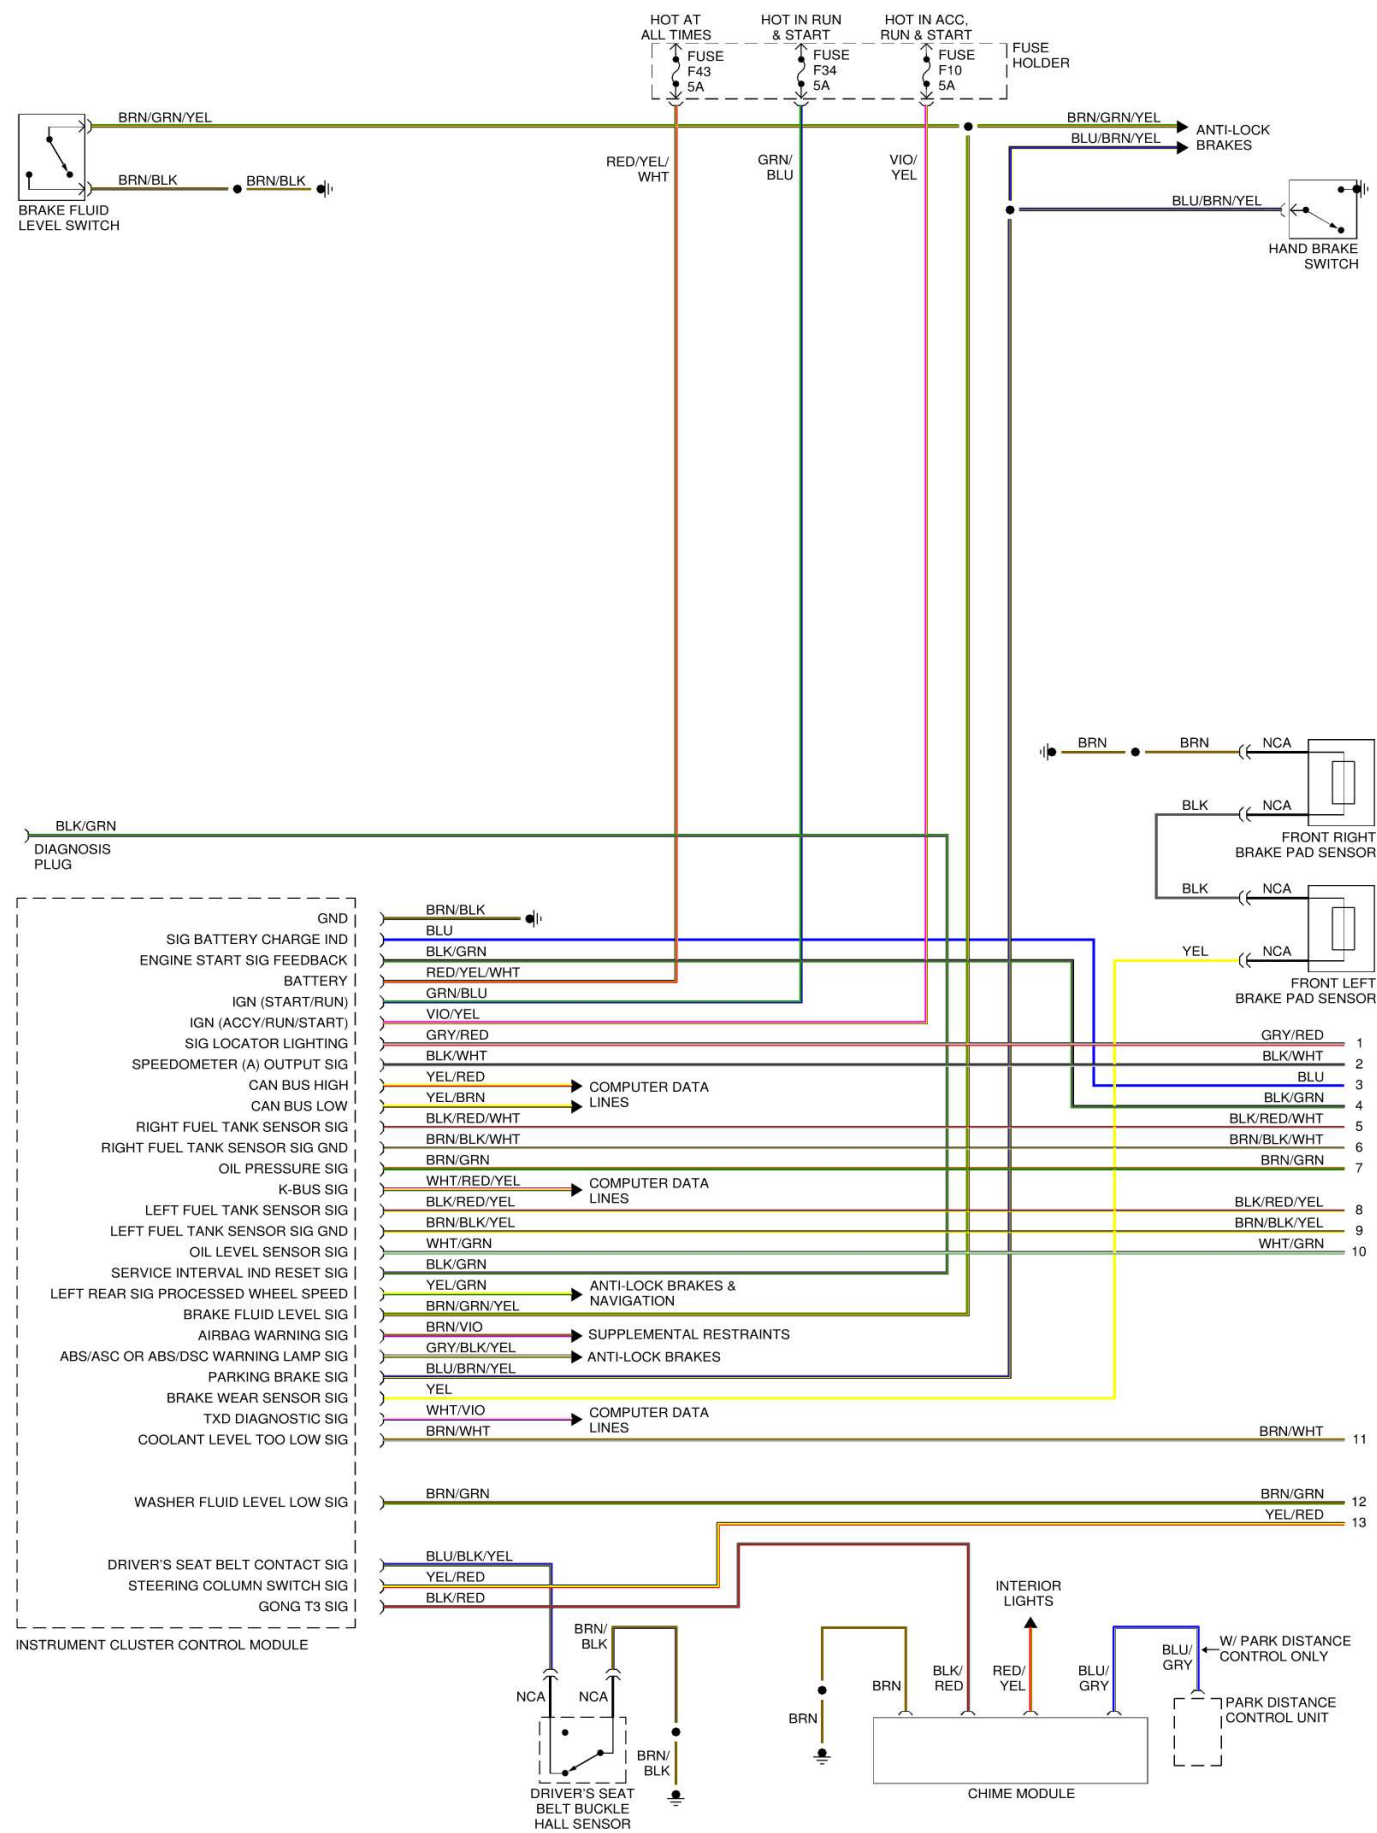 HOT AT
ALL TIMES
HOT IN RUN
& START
HOT IN ACC,
RUN & START
FUSE
F43
5A
FUSE
F34
5A
FUSE
F10
5A
FUSE
HOLDER
BRN/GRN/YEL
BRN/BLK
BRN/BLK
BRAKE FLUID
LEVEL SWITCH
RED/YEL/
WHT
GRN/
BLU
VIO/
YEL
BRN/GRN/YEL
BLU/BRN/YEL
ANTI-LOCK
BRAKES
BLU/BRN/YEL
HAND BRAKE
SWITCH
BRN
BRN
NCA
BLK
NCA
FRONT RIGHT
BRAKE PAD SENSOR
BLK
NCA
YEL
NCA
FRONT LEFT
BRAKE PAD SENSOR
BLK/GRN
DIAGNOSIS
PLUG
GND
BRN/BLK
SIG BATTERY CHARGE IND
BLU
ENGINE START SIG FEEDBACK
BLK/GRN
BATTERY
RED/YEL/WHT
IGN (START/RUN)
GRN/BLU
IGN (ACCY/RUN/START)
VIO/YEL
SIG LOCATOR LIGHTING
GRY/RED
GRY/RED 1
SPEEDOMETER (A) OUTPUT SIG
BLK/WHT
BLK/WHT 2
CAN BUS HIGH
YEL/RED
COMPUTER DATA
LINES
BLU 3
CAN BUS LOW
YEL/BRN
BLK/GRN 4
RIGHT FUEL TANK SENSOR SIG
BLK/RED/WHT
BLK/RED/WHT 5
RIGHT FUEL TANK SENSOR SIG GND
BRN/BLK/WHT
BRN/BLK/WHT 6
OIL PRESSURE SIG
BRN/GRN
BRN/GRN 7
K-BUS SIG
WHT/RED/YEL
COMPUTER DATA
LINES
LEFT FUEL TANK SENSOR SIG
BLK/RED/YEL
BLK/RED/YEL 8
LEFT FUEL TANK SENSOR SIG GND
BRN/BLK/YEL
BRN/BLK/YEL 9
OIL LEVEL SENSOR SIG
WHT/GRN
WHT/GRN 10
SERVICE INTERVAL IND RESET SIG
BLK/GRN
LEFT REAR SIG PROCESSED WHEEL SPEED
YEL/GRN
ANTI-LOCK BRAKES &
NAVIGATION
BRAKE FLUID LEVEL SIG
BRN/GRN/YEL
AIRBAG WARNING SIG
BRN/VIO
SUPPLEMENTAL RESTRAINTS
ABS/ASC OR ABS/DSC WARNING LAMP SIG
GRY/BLK/YEL
ANTI-LOCK BRAKES
PARKING BRAKE SIG
BLU/BRN/YEL
BRAKE WEAR SENSOR SIG
YEL
TXD DIAGNOSTIC SIG
WHT/VIO
COMPUTER DATA
LINES
COOLANT LEVEL TOO LOW SIG
BRN/WHT
BRN/WHT 11
WASHER FLUID LEVEL LOW SIG
BRN/GRN
BRN/GRN 12
YEL/RED 13
DRIVER'S SEAT BELT CONTACT SIG
BLU/BLK/YEL
STEERING COLUMN SWITCH SIG
YEL/RED
GONG T3 SIG
BLK/RED
INSTRUMENT CLUSTER CONTROL MODULE
BRN/
BLK
NCA
NCA
BRN/
BLK
DRIVER'S SEAT
BELT BUCKLE
HALL SENSOR
INTERIOR
LIGHTS
BRN
BRN
BLK/
RED
RED/
YEL
BLU/
GRY
BLU/
GRY
W/ PARK DISTANCE
CONTROL ONLY
PARK DISTANCE
CONTROL UNIT
CHIME MODULE